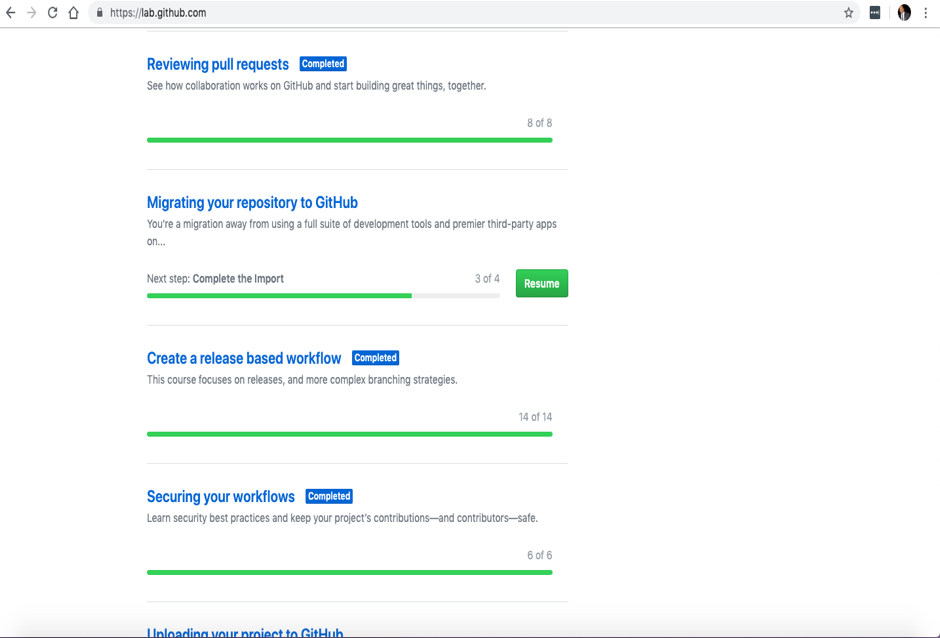 https://lab.github.com
Reviewing pull requests Completed
See how collaboration works on GitHub and start building great things, together.
8 of 8
Migrating your repository to GitHub
You're a migration away from using a full suite of development tools and premier third-party apps
on...
Next step: Complete the Import 3 of 4 Resume
Create a release based workflow Completed
This course focuses on releases, and more complex branching strategies.
14 of 14
Securing your workflows Completed
Learn security best practices and keep your project's contributions—and contributors—safe.
6 of 6
Uploading your project to GitHub